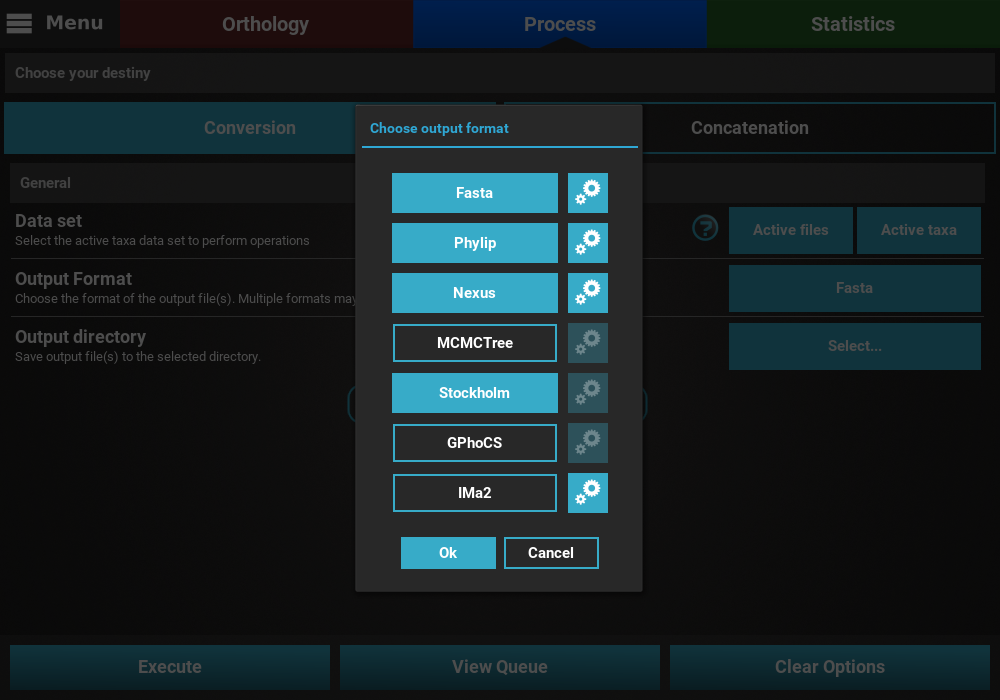 Menu
Orthology
Process
Statistics
Choose your destiny
Conversion
Concatenation
Choose output format
General
Data set
Select the active taxa data set to perform operations
?
Active files
Active taxa
Output Format
Choose the format of the output file(s). Multiple formats may
Fasta
Output directory
Save output file(s) to the selected directory.
Select...
Fasta
Phylip
Nexus
MCMCTree
Stockholm
GPhoCS
IMa2
Ok
Cancel
Execute
View Queue
Clear Options